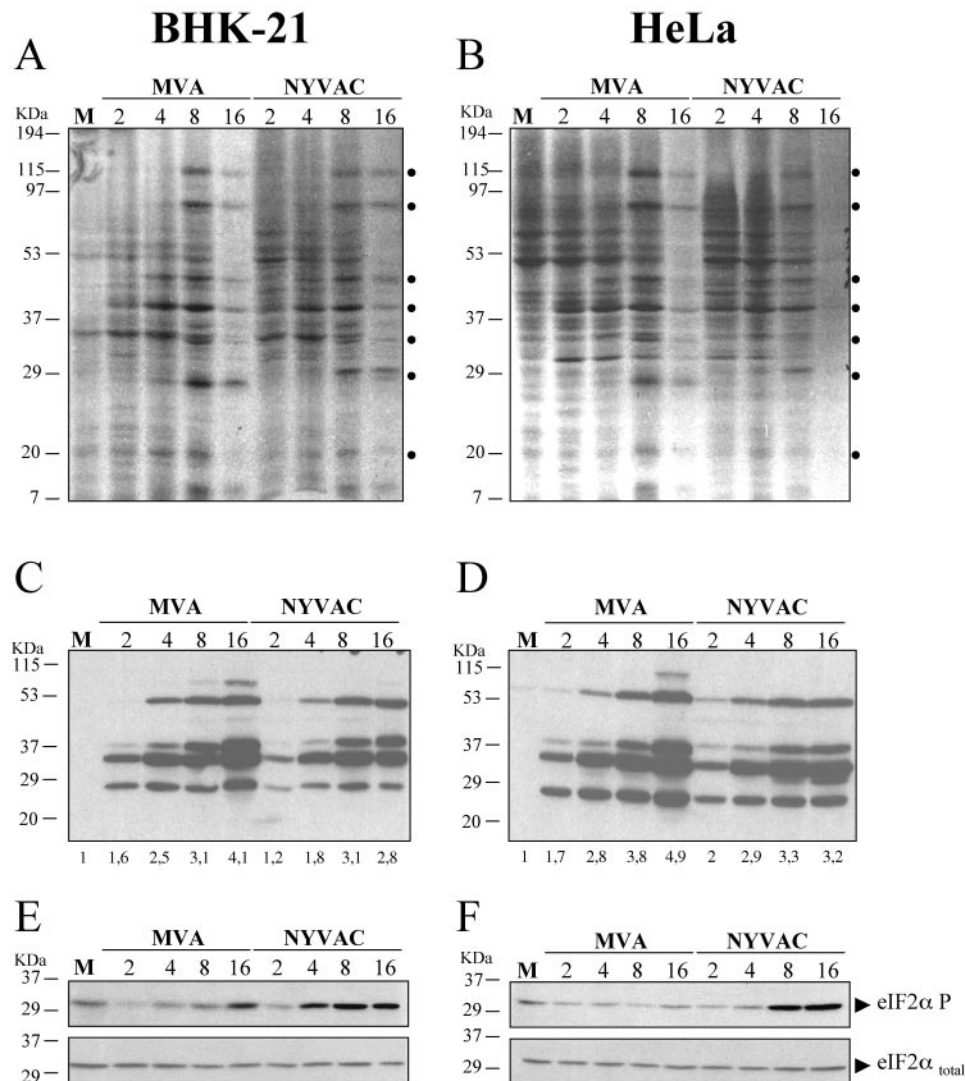 BHK-21 HeLa
A B
MVA NYVAC MVA NYVAC
KDa M 2 4 8 16 2 4 8 16 KDa M 2 4 8 16 2 4 8 16
194 194
115 115
97 97
53 53
37 37
29 29
20 20
7 7
C D
MVA NYVAC MVA NYVAC
KDa M 2 4 8 16 2 4 8 16 KDa M 2 4 8 16 2 4 8 16
115 115
53 53
37 37
29 29
20 20
1 1,6 2,5 3,1 4,1 1,2 1,8 3,1 2,8 1 1,7 2,8 3,8 4,9 2 2,9 3,3 3,2
E F
MVA NYVAC MVA NYVAC
KDa M 2 4 8 16 2 4 8 16 KDa M 2 4 8 16 2 4 8 16
37 37
29 29 eIF2α P
37 37
29 29 eIF2α total